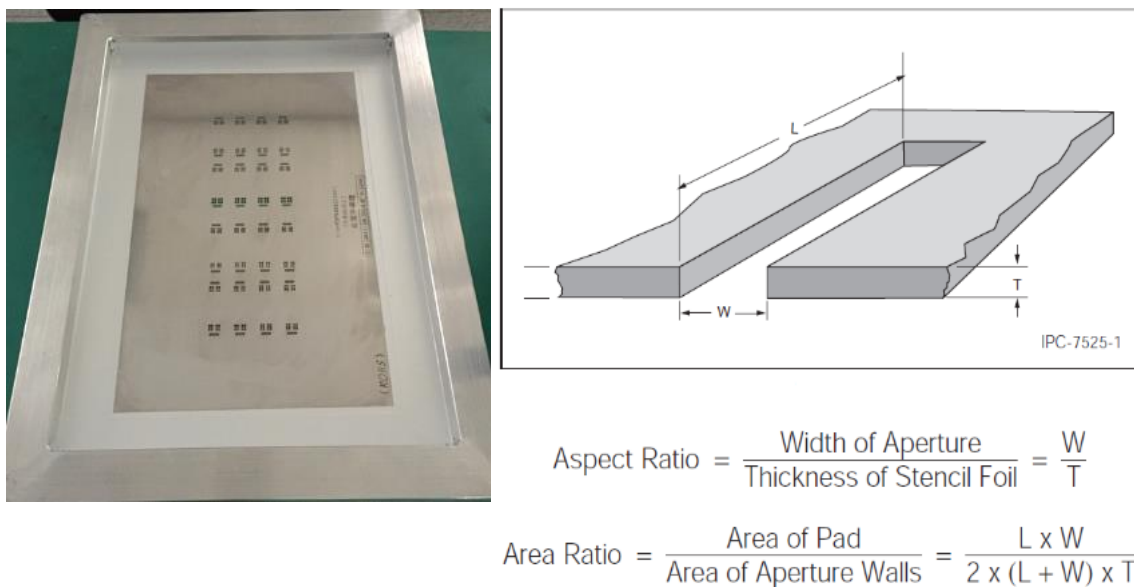 L
W
T
IPC-7525-1
Aspect Ratio = Width of Aperture / Thickness of Stencil Foil = W / T
Area Ratio = Area of Pad / Area of Aperture Walls = L x W / 2 x (L + W) x T